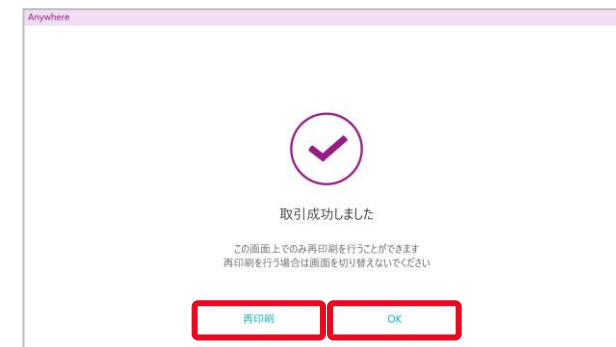 Anywhere
取引成功しました
この画面上でのみ再印刷を行うことができます
再印刷を行う場合は画面を切り替えないでください
再印刷
OK